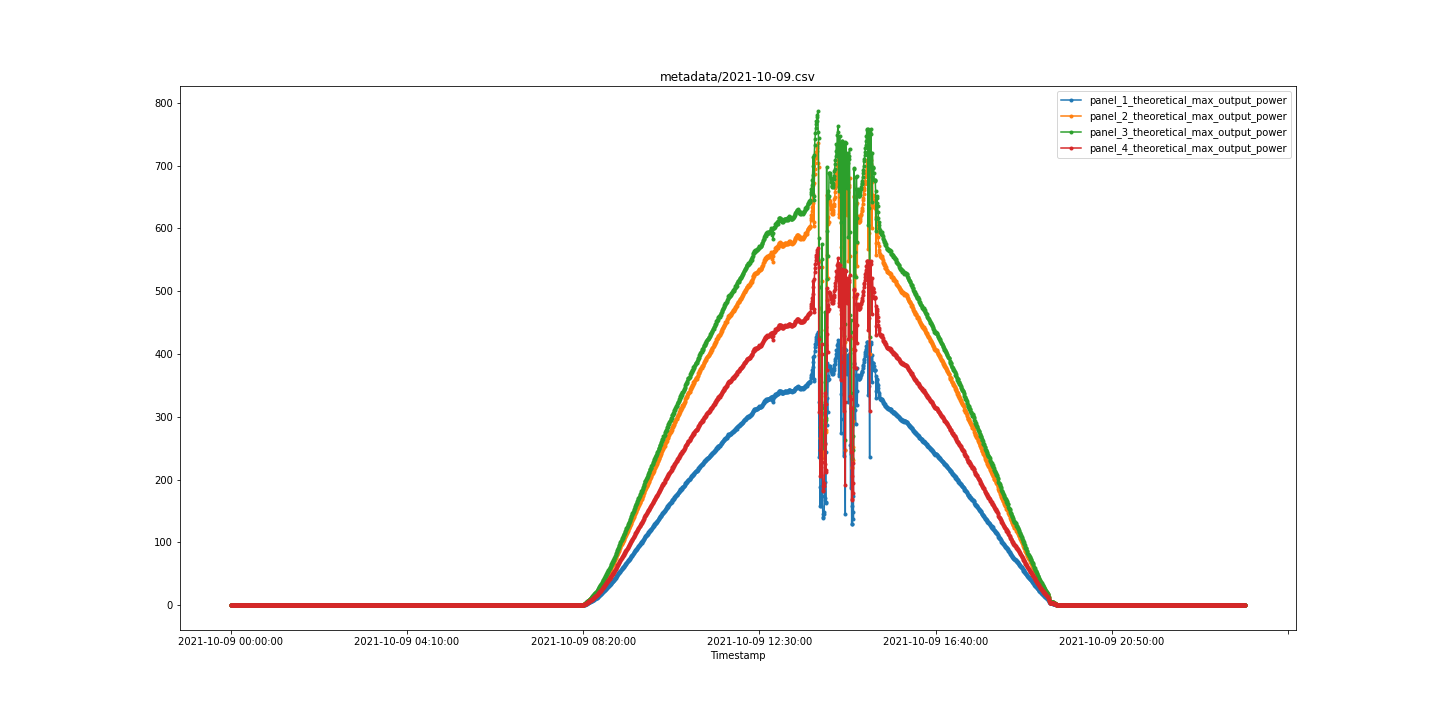 metadata/2021-10-09.csv
panel_1_theoretical_max_output_power
panel_2_theoretical_max_output_power
panel_3_theoretical_max_output_power
panel_4_theoretical_max_output_power
800
700
600
500
400
300
200
100
0
2021-10-09 00:00:00
2021-10-09 04:10:00
2021-10-09 08:20:00
2021-10-09 12:30:00
2021-10-09 16:40:00
2021-10-09 20:50:00
Timestamp